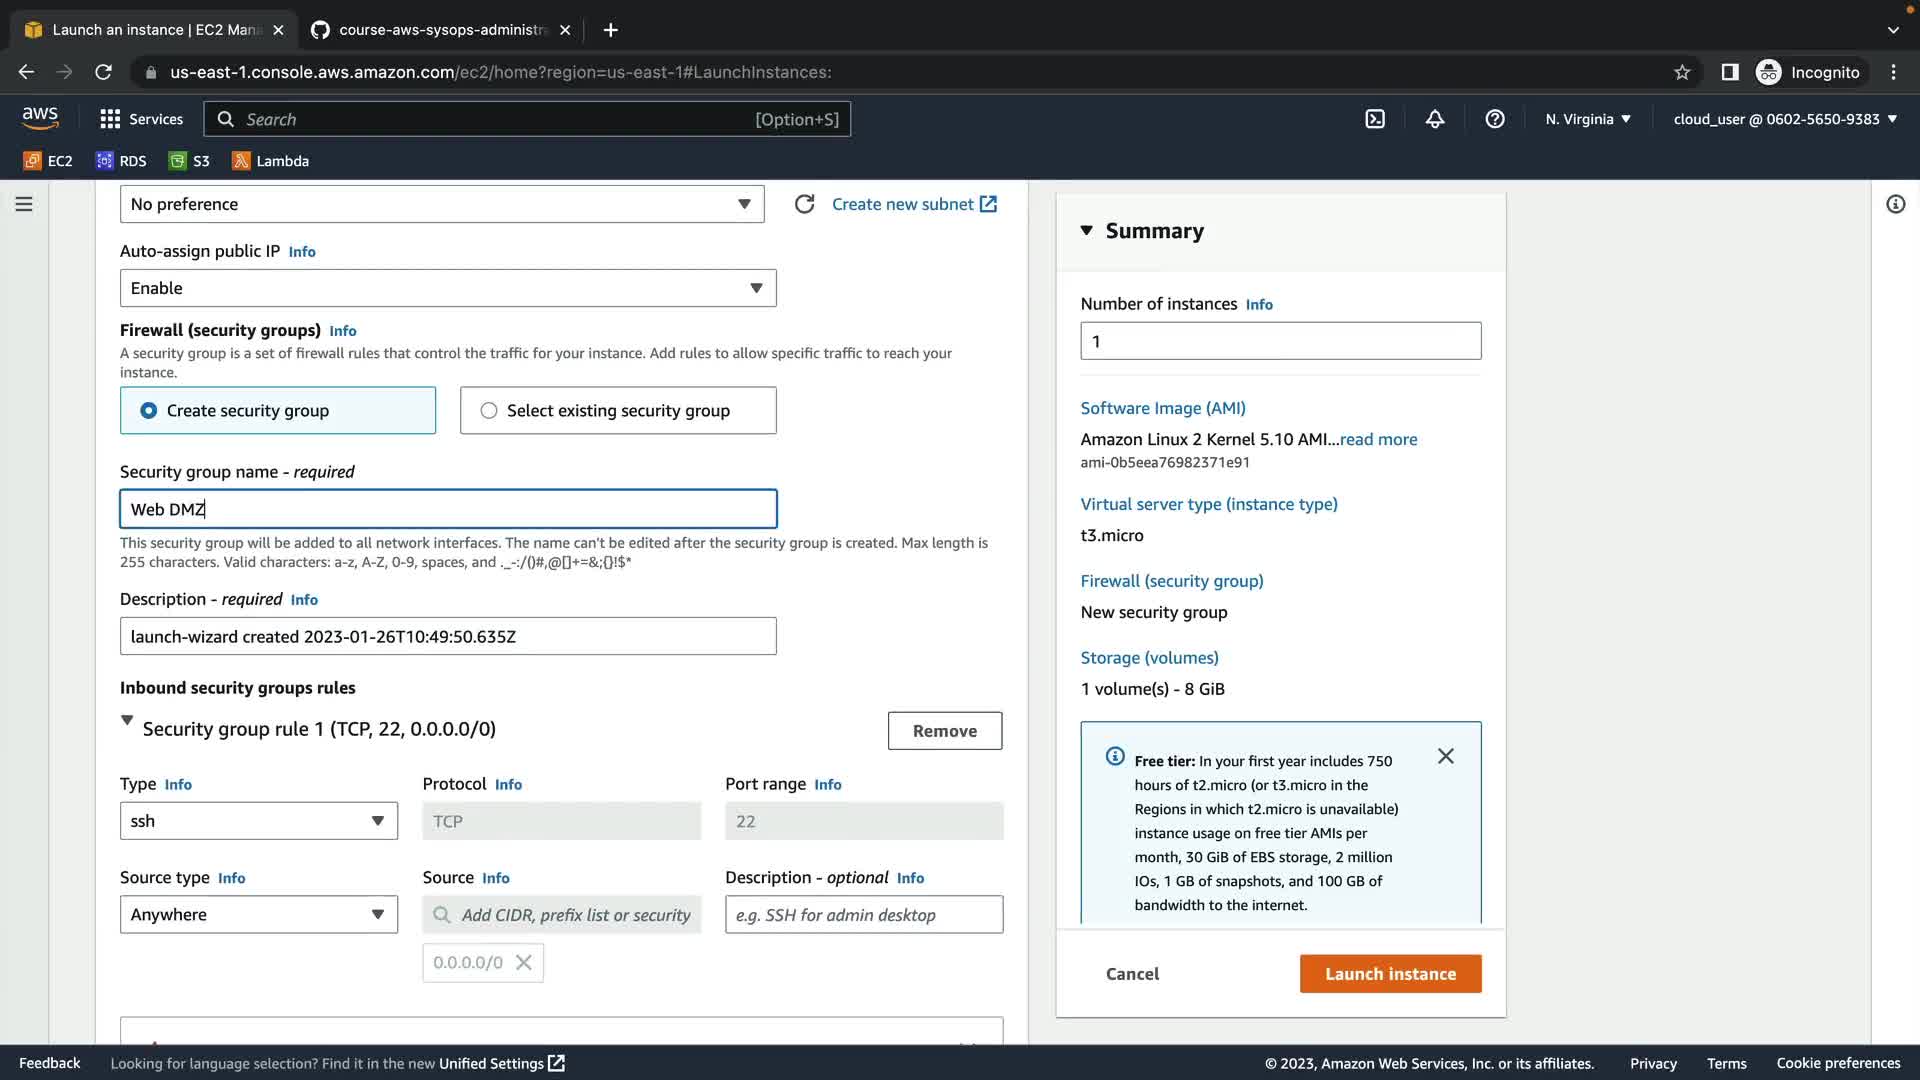 Launch an instance | EC2 Mana
course-aws-sysops-administra
us-east-1.console.aws.amazon.com/ec2/home?region=us-east-1#LaunchInstances:
Incognito
aws
Services
Search
[Option+S]
N. Virginia
cloud_user @ 0602-5650-9383
EC2
RDS
S3
Lambda
No preference
Create new subnet
Auto-assign public IP Info
Enable
Firewall (security groups) Info
A security group is a set of firewall rules that control the traffic for your instance. Add rules to allow specific traffic to reach your
instance.
Create security group
Select existing security group
Security group name - required
Web DMZ
This security group will be added to all network interfaces. The name can't be edited after the security group is created. Max length is
255 characters. Valid characters: a-z, A-Z, 0-9, spaces, and ._-:/()#,@[]+=&;{}!$*
Description - required Info
launch-wizard created 2023-01-26T10:49:50.635Z
Inbound security groups rules
Security group rule 1 (TCP, 22, 0.0.0.0/0)
Remove
Type Info
Protocol Info
Port range Info
ssh
TCP
22
Source type Info
Source Info
Description - optional Info
Anywhere
Add CIDR, prefix list or security
e.g. SSH for admin desktop
0.0.0.0/0
Summary
Number of instances Info
1
Software Image (AMI)
Amazon Linux 2 Kernel 5.10 AMI...read more
ami-0b5eea76982371e91
Virtual server type (instance type)
t3.micro
Firewall (security group)
New security group
Storage (volumes)
1 volume(s) - 8 GiB
Free tier: In your first year includes 750
hours of t2.micro (or t3.micro in the
Regions in which t2.micro is unavailable)
instance usage on free tier AMIs per
month, 30 GiB of EBS storage, 2 million
IOs, 1 GB of snapshots, and 100 GB of
bandwidth to the internet.
Cancel
Launch instance
Feedback
Looking for language selection? Find it in the new Unified Settings
© 2023, Amazon Web Services, Inc. or its affiliates.
Privacy
Terms
Cookie preferences